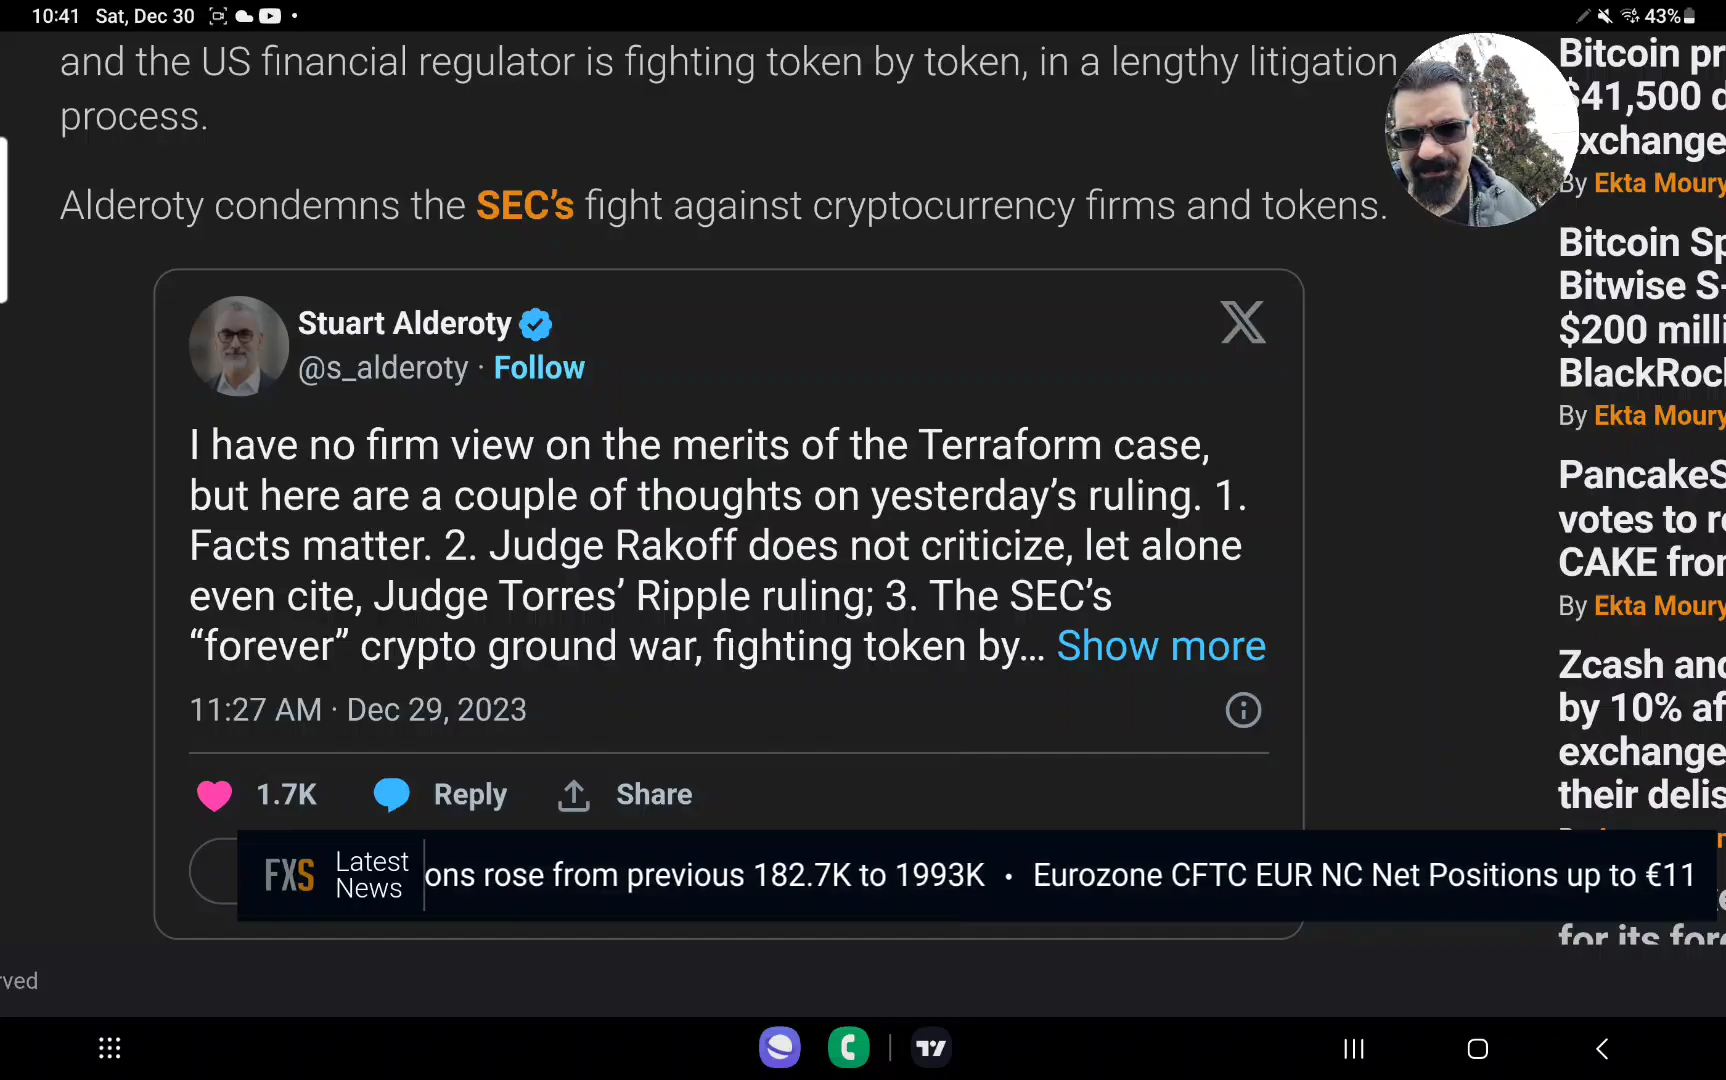 10:41 Sat, Dec 30
43%
and the US financial regulator is fighting token by token, in a lengthy litigation
process.
Alderoty condemns the SEC’s fight against cryptocurrency firms and tokens.
Stuart Alderoty
@s_alderoty · Follow
I have no firm view on the merits of the Terraform case,
but here are a couple of thoughts on yesterday’s ruling. 1.
Facts matter. 2. Judge Rakoff does not criticize, let alone
even cite, Judge Torres’ Ripple ruling; 3. The SEC’s
“forever” crypto ground war, fighting token by... Show more
11:27 AM · Dec 29, 2023
1.7K Reply Share
FXS Latest News
ons rose from previous 182.7K to 1993K • Eurozone CFTC EUR NC Net Positions up to €11
rved
Bitcoin pr
$41,500 d
xchange
By Ekta Moury
Bitcoin Sp
Bitwise S-
$200 milli
BlackRocl
By Ekta Moury
PancakeS
votes to re
CAKE from
By Ekta Moury
Zcash and
by 10% af
exchange
their delis
for its fore